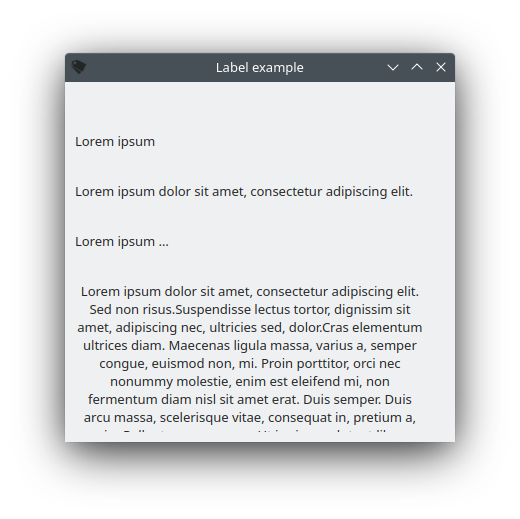 Label example
Lorem ipsum
Lorem ipsum dolor sit amet, consectetur adipiscing elit.
Lorem ipsum ...
Lorem ipsum dolor sit amet, consectetur adipiscing elit.
Sed non risus.Suspendisse lectus tortor, dignissim sit
amet, adipiscing nec, ultricies sed, dolor.Cras elementum
ultrices diam. Maecenas ligula massa, varius a, semper
congue, euismod non, mi. Proin porttitor, orci nec
nonummy molestie, enim est eleifend mi, non
fermentum diam nisl sit amet erat. Duis semper. Duis
arcu massa, scelerisque vitae, consequat in, pretium a,